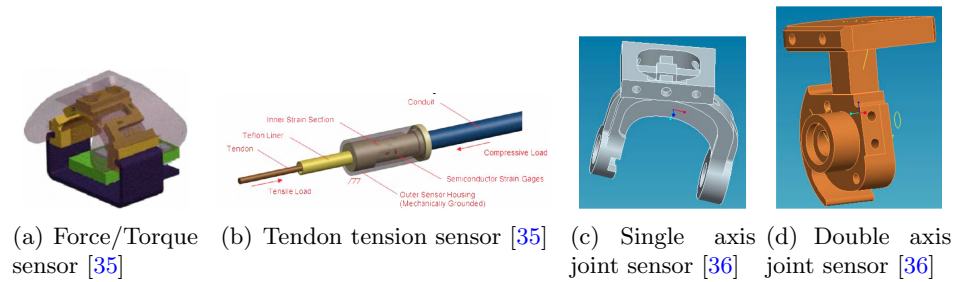 Conduit
Inner Strain Section
Teflon Liner
Tendon
Compressive Load
Semiconductor Strain Gages
Tensile Load
Outer Sensor Housing
(Mechanically Grounded)
(a) Force/Torque
sensor [35]
(b) Tendon tension sensor [35]
(c) Single axis
joint sensor [36]
(d) Double axis
joint sensor [36]